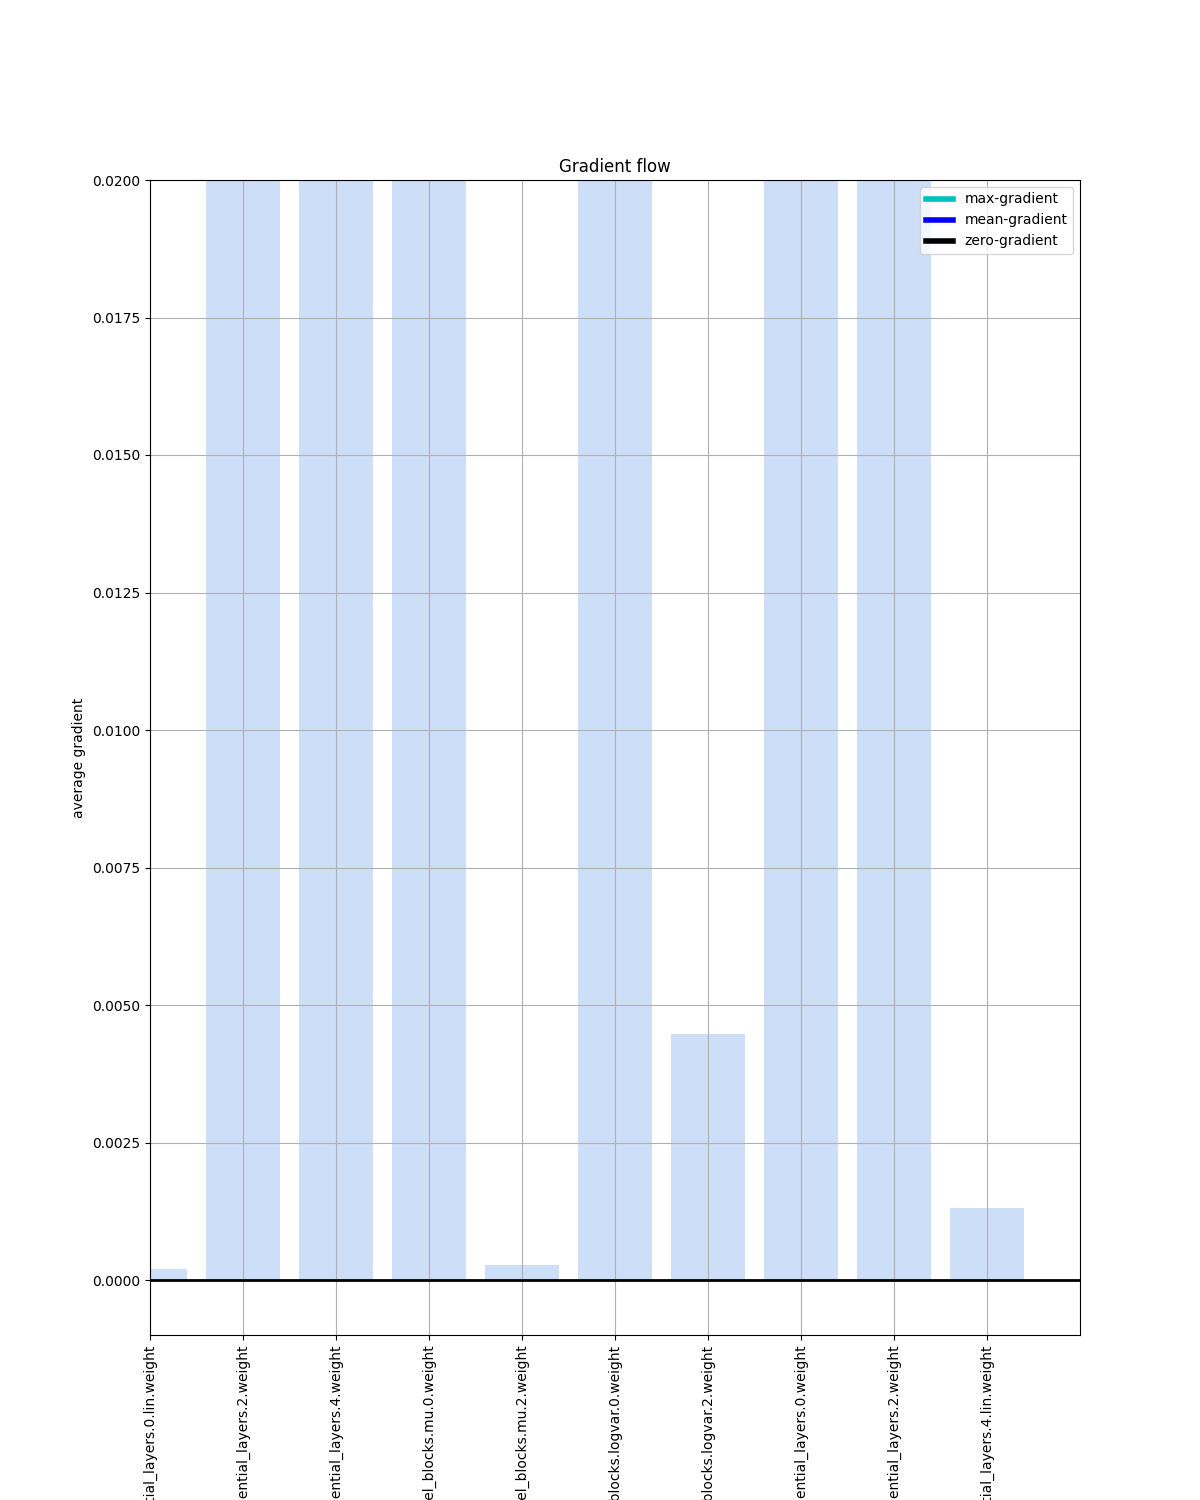 Gradient flow
max-gradient
mean-gradient
zero-gradient
0.0200
0.0175
0.0150
0.0125
0.0100
0.0075
0.0050
0.0025
0.0000
average gradient
tial_layers.0.lin.weight
ential_layers.2.weight
ential_layers.4.weight
el_blocks.mu.0.weight
el_blocks.mu.2.weight
blocks.logvar.0.weight
blocks.logvar.2.weight
ential_layers.0.weight
ential_layers.2.weight
tial_layers.4.lin.weight